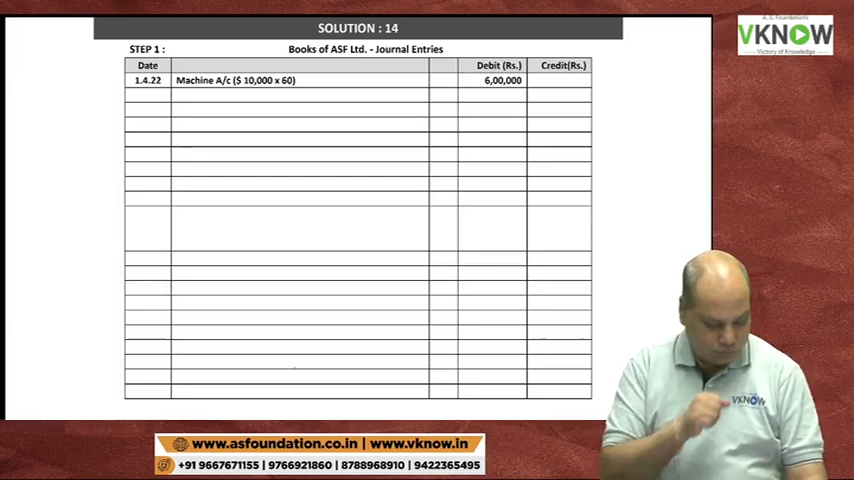 SOLUTION : 14
A. S. Foundation's
VKNOW
Victory of Knowledge
STEP 1 :
Books of ASF Ltd. - Journal Entries
Date
Debit (Rs.)
Credit(Rs.)
1.4.22
Machine A/c ($ 10,000 x 60)
6,00,000
VKNOW
www.asfoundation.co.in | www.vknow.in
+91 9667671155 | 9766921860 | 8788968910 | 9422365495